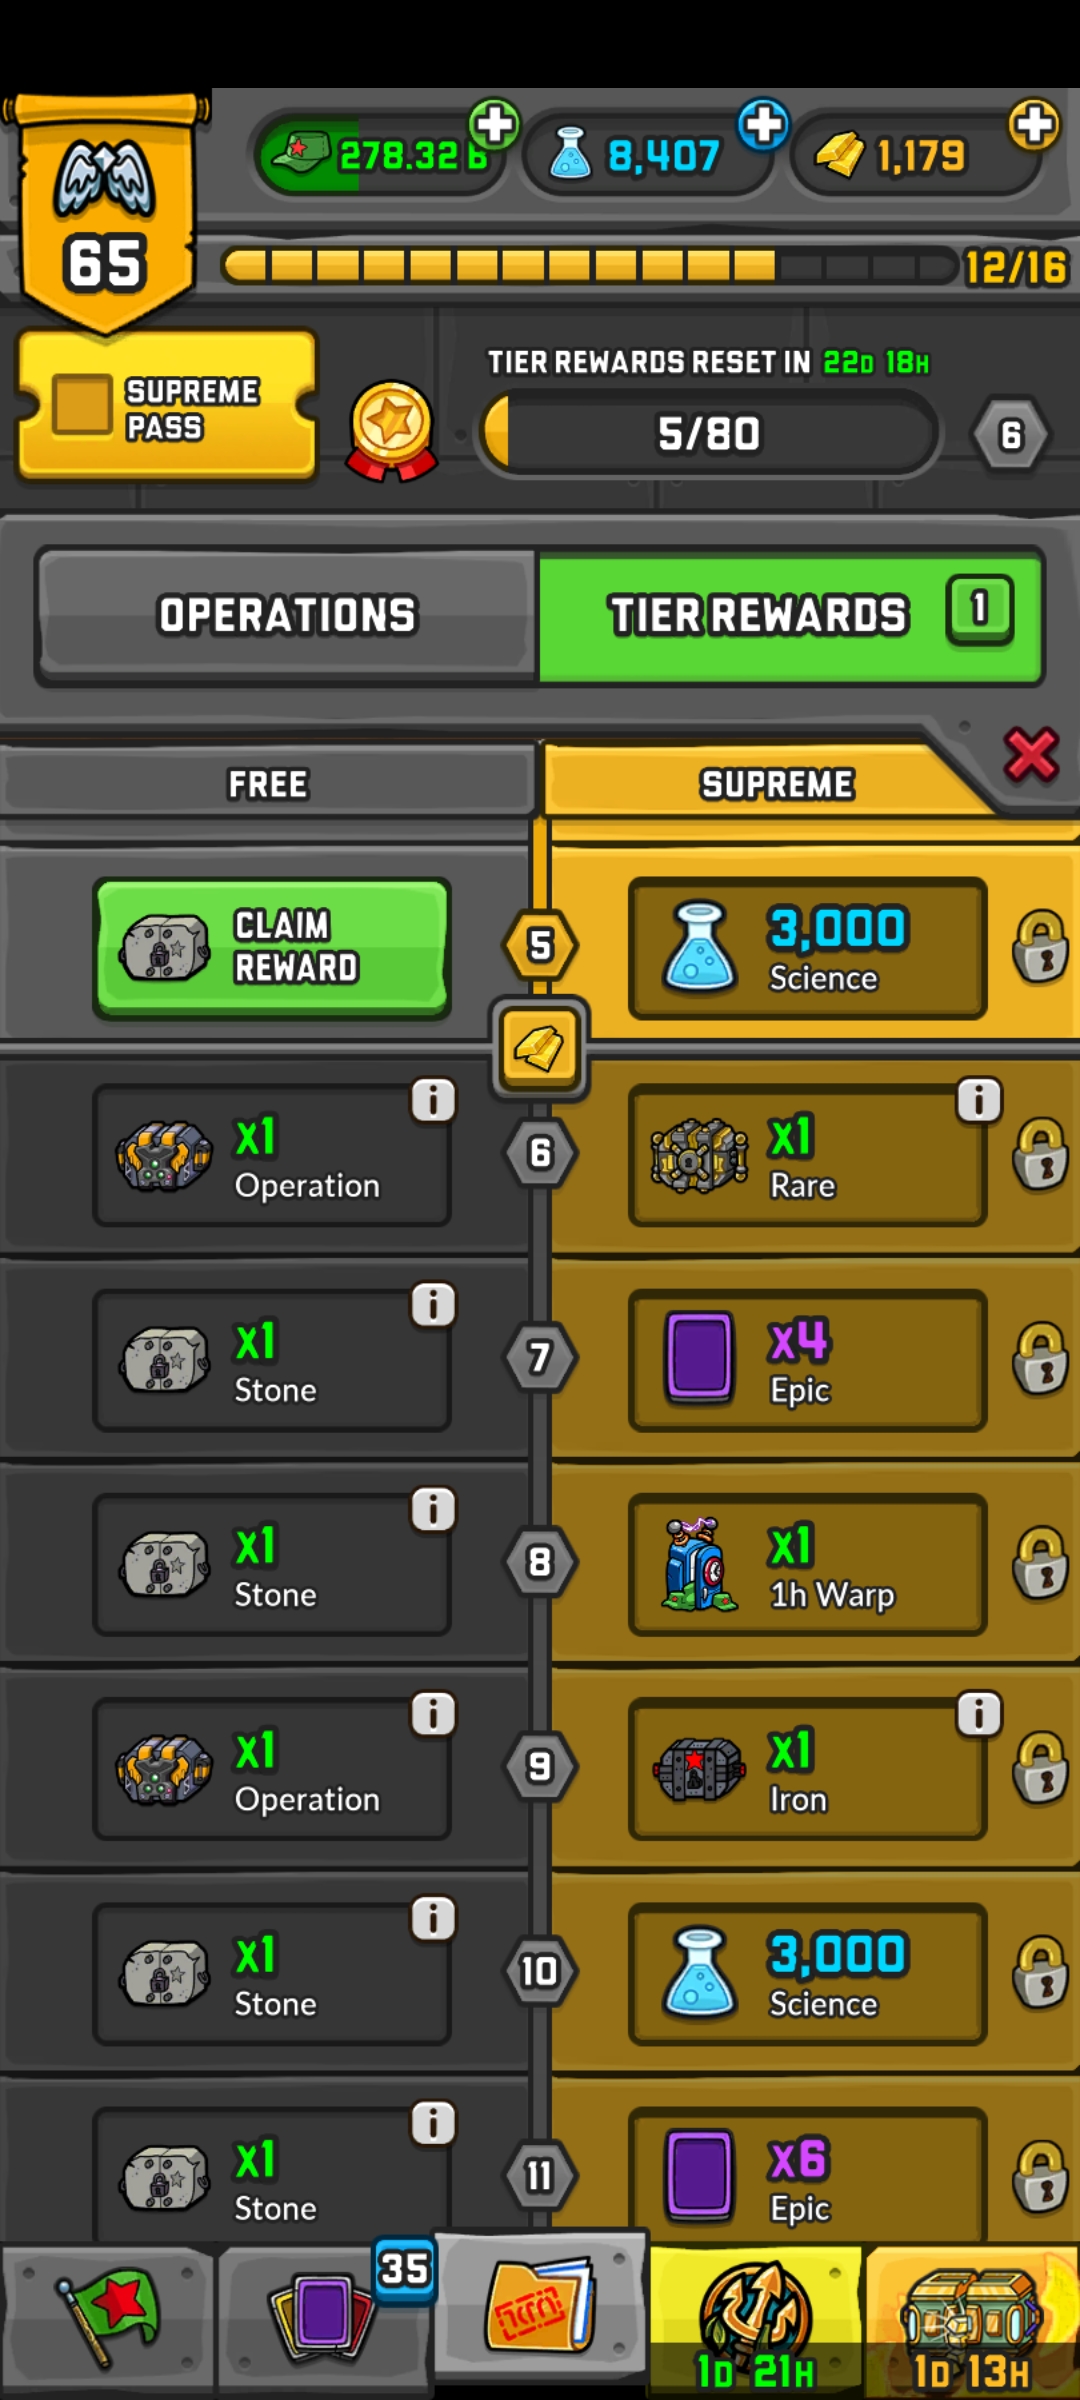 278.32 B
8,407
1,179
65
12/16
SUPREME
PASS
TIER REWARDS RESET IN 22D 18H
5/80
6
OPERATIONS
TIER REWARDS
1
FREE
SUPREME
CLAIM
REWARD
5
3,000
Science
x1
Operation
6
x1
Rare
x1
Stone
7
x4
Epic
x1
Stone
8
x1
1h Warp
x1
Operation
9
x1
Iron
x1
Stone
10
3,000
Science
x1
Stone
11
x6
Epic
35
1D 21H
1D 13H